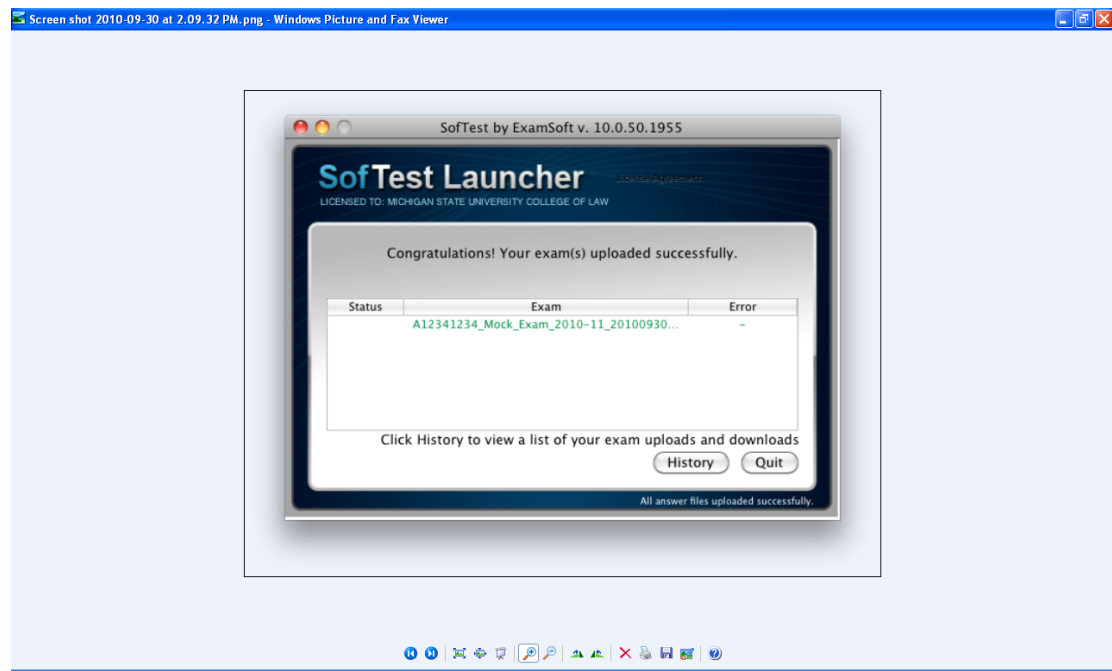 Screen shot 2010-09-30 at 2.09.32 PM.png - Windows Picture and Fax Viewer
SofTest by ExamSoft v. 10.0.50.1955
SofTest Launcher
License Agreement
LICENSED TO: MICHIGAN STATE UNIVERSITY COLLEGE OF LAW
Congratulations! Your exam(s) uploaded successfully.
Status Exam Error
A12341234_Mock_Exam_2010-11_20100930... -
Click History to view a list of your exam uploads and downloads
History Quit
All answer files uploaded successfully.